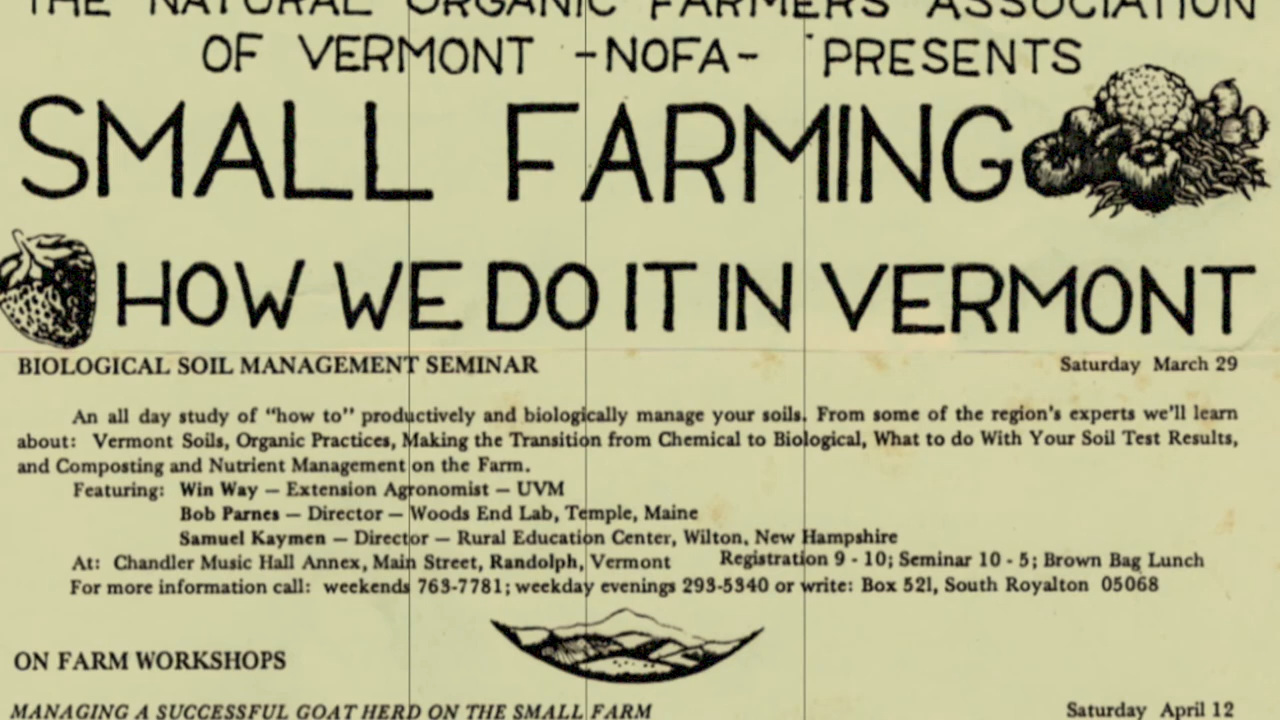 THE NATURAL ORGANIC FARMERS ASSOCIATION
OF VERMONT -NOFA- PRESENTS
SMALL FARMING
HOW WE DO IT IN VERMONT
BIOLOGICAL SOIL MANAGEMENT SEMINAR Saturday March 29
An all day study of "how to" productively and biologically manage your soils. From some of the region's experts we'll learn
about: Vermont Soils, Organic Practices, Making the Transition from Chemical to Biological, What to do With Your Soil Test Results,
and Composting and Nutrient Management on the Farm.
Featuring: Win Way — Extension Agronomist — UVM
Bob Parnes — Director — Woods End Lab, Temple, Maine
Samuel Kaymen — Director — Rural Education Center, Wilton, New Hampshire
At: Chandler Music Hall Annex, Main Street, Randolph, Vermont Registration 9 - 10; Seminar 10 - 5; Brown Bag Lunch
For more information call: weekends 763-7781; weekday evenings 293-5340 or write: Box 521, South Royalton 05068
ON FARM WORKSHOPS
MANAGING A SUCCESSFUL GOAT HERD ON THE SMALL FARM Saturday April 12